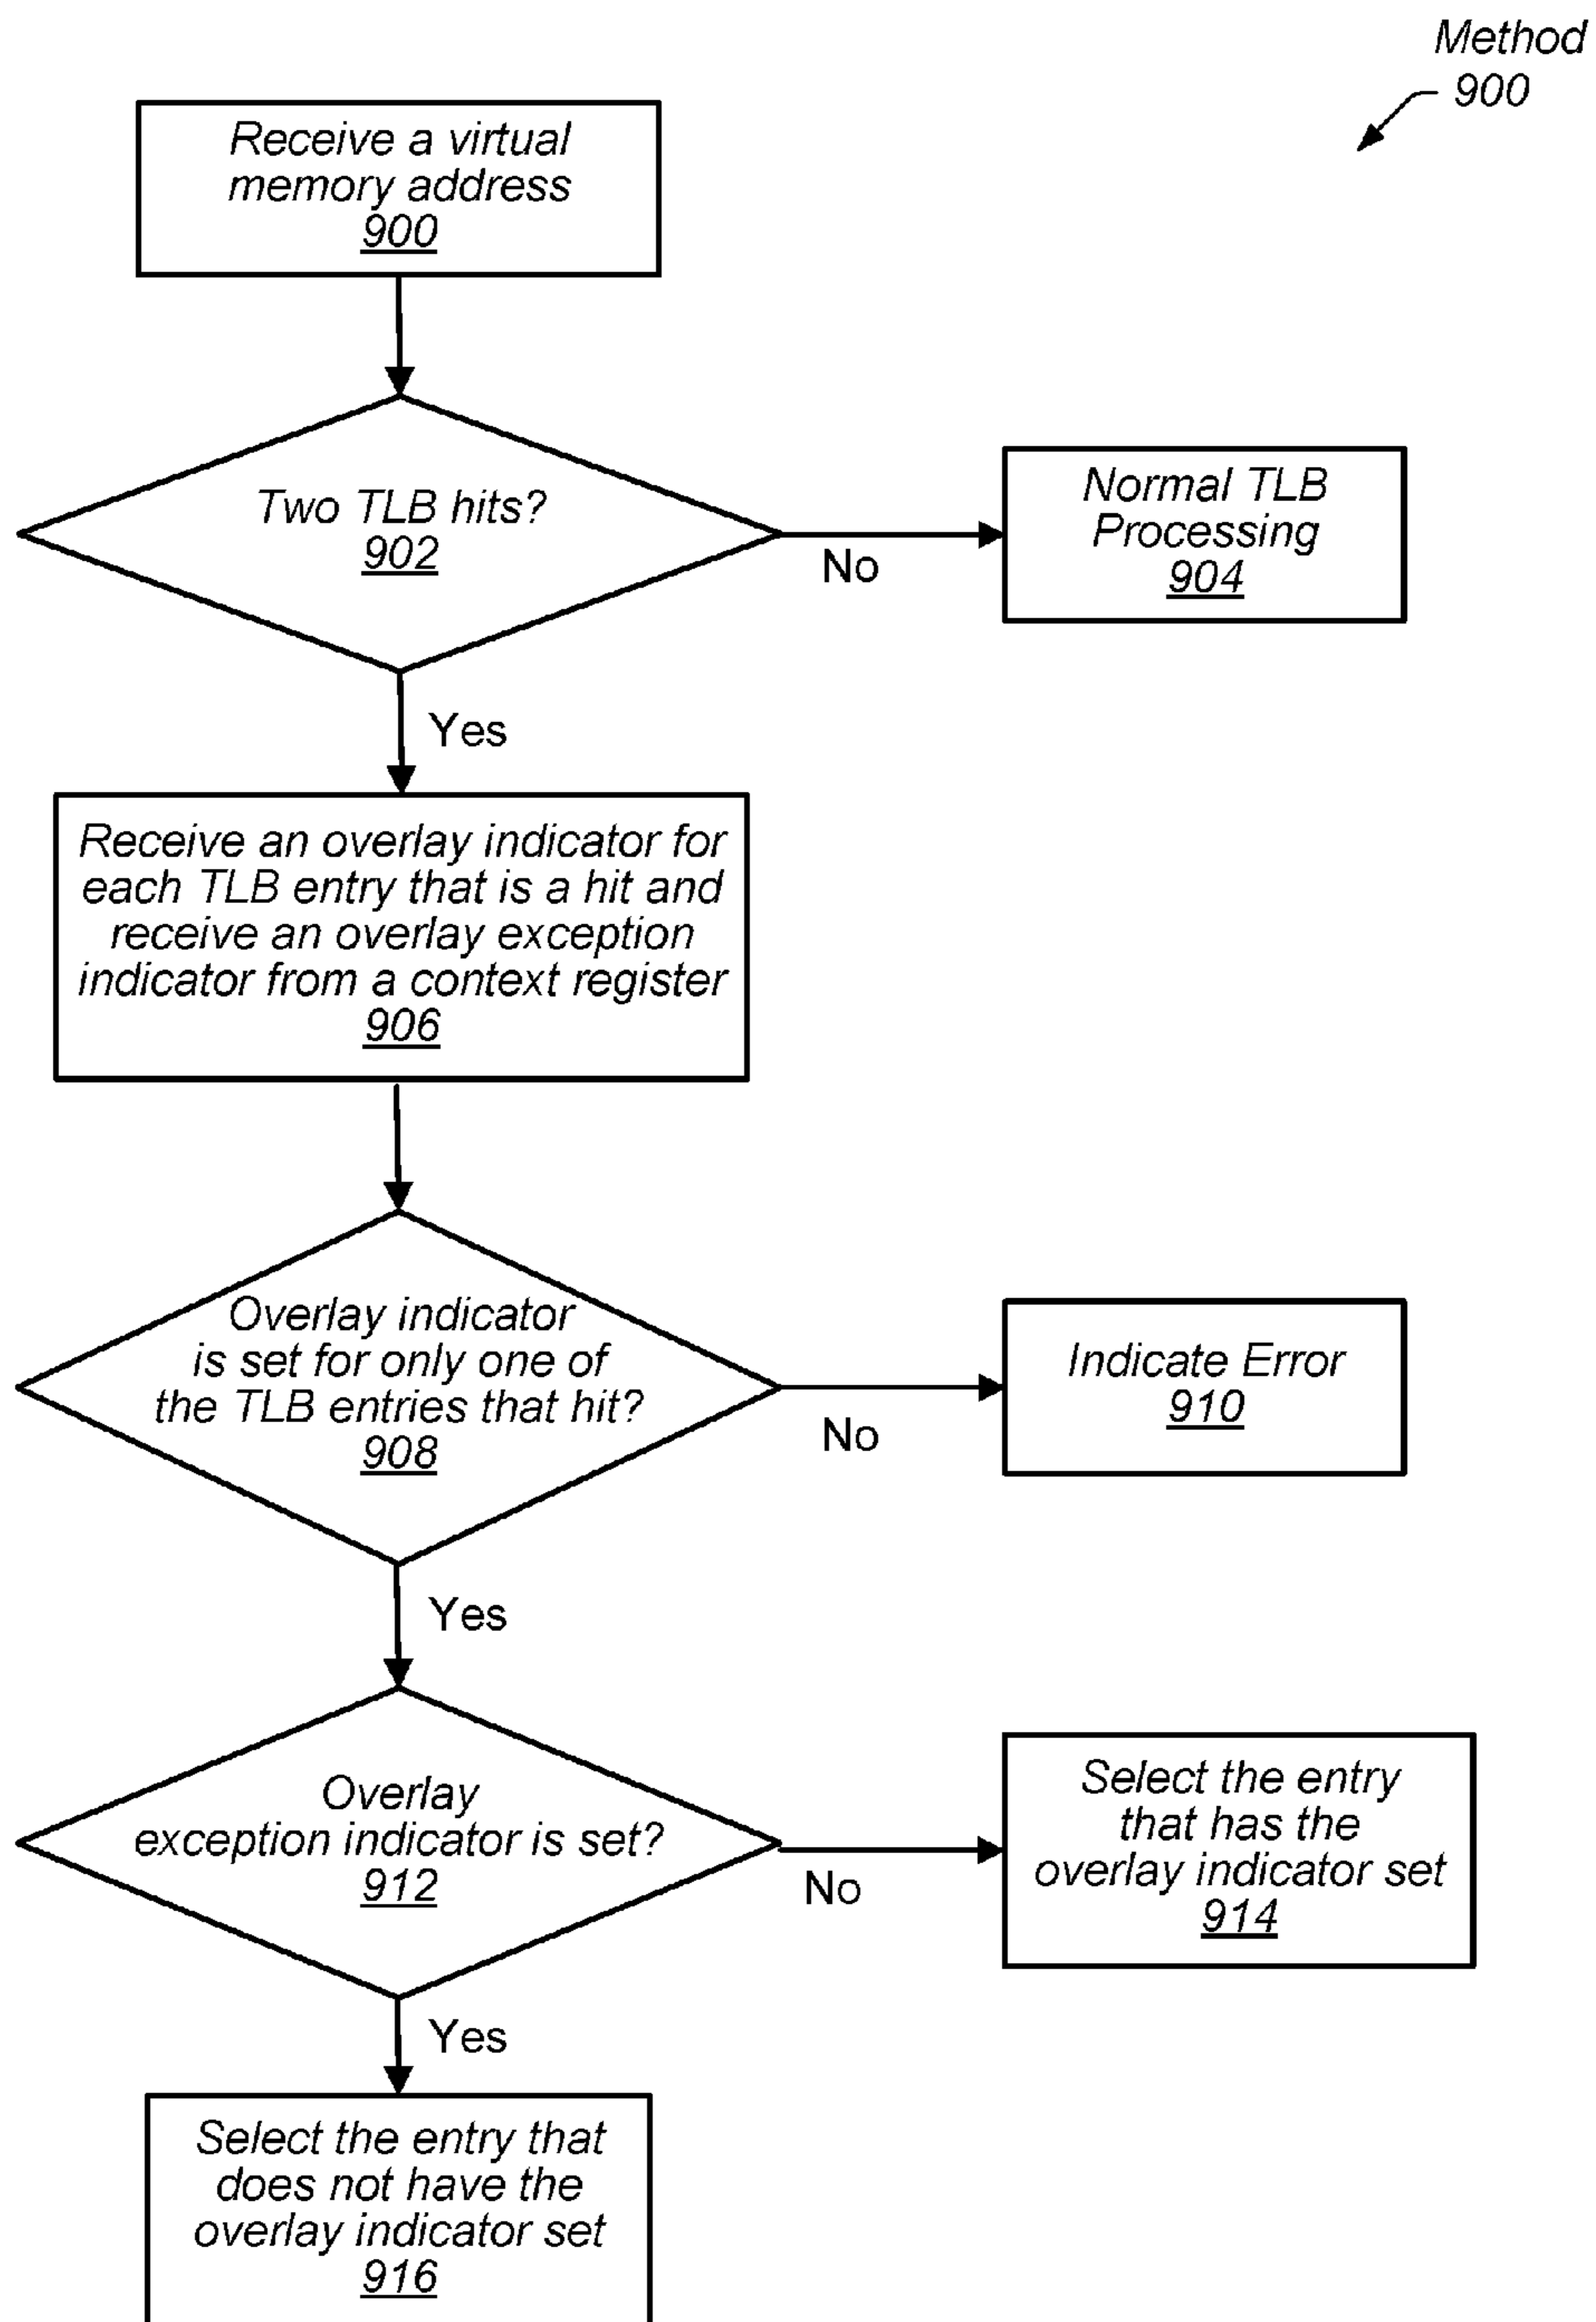 Method
900
Receive a virtual
memory address
900
Two TLB hits?
902
No
Normal TLB
Processing
904
Yes
Receive an overlay indicator for
each TLB entry that is a hit and
receive an overlay exception
indicator from a context register
906
Overlay indicator
is set for only one of
the TLB entries that hit?
908
No
Indicate Error
910
Yes
Overlay
exception indicator is set?
912
No
Select the entry
that has the
overlay indicator set
914
Yes
Select the entry that
does not have the
overlay indicator set
916